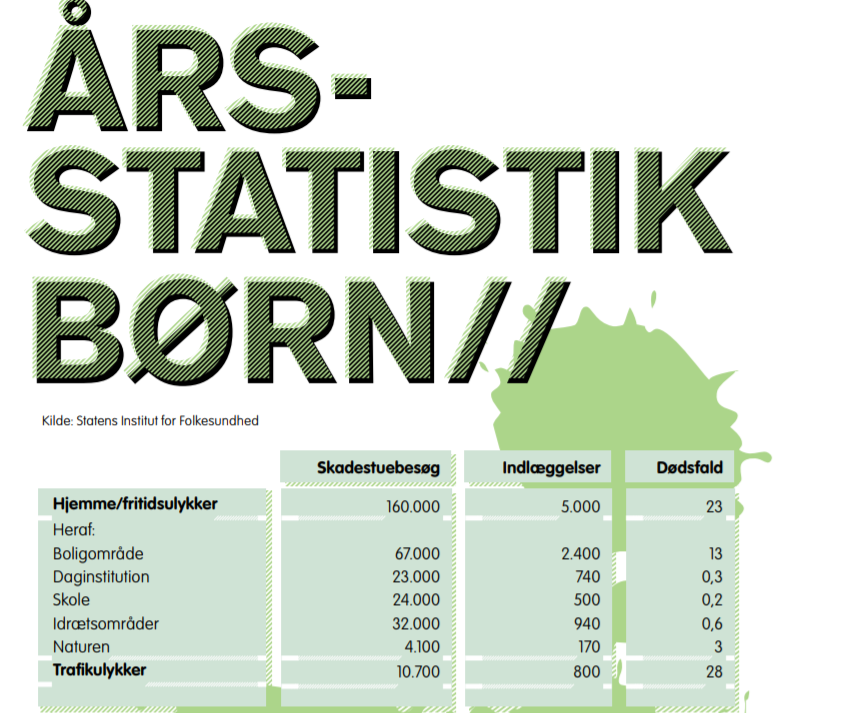 ÅRS-
STATISTIK
BØRN//
Kilde: Statens Institut for Folkesundhed
Skadestuebesøg Indlæggelser Dødsfald
Hjemme/fritidsulykker 160.000 5.000 23
Heraf:
Boligområde 67.000 2.400 13
Daginstitution 23.000 740 0,3
Skole 24.000 500 0,2
Idrætsområder 32.000 940 0,6
Naturen 4.100 170 3
Trafikulykker 10.700 800 28